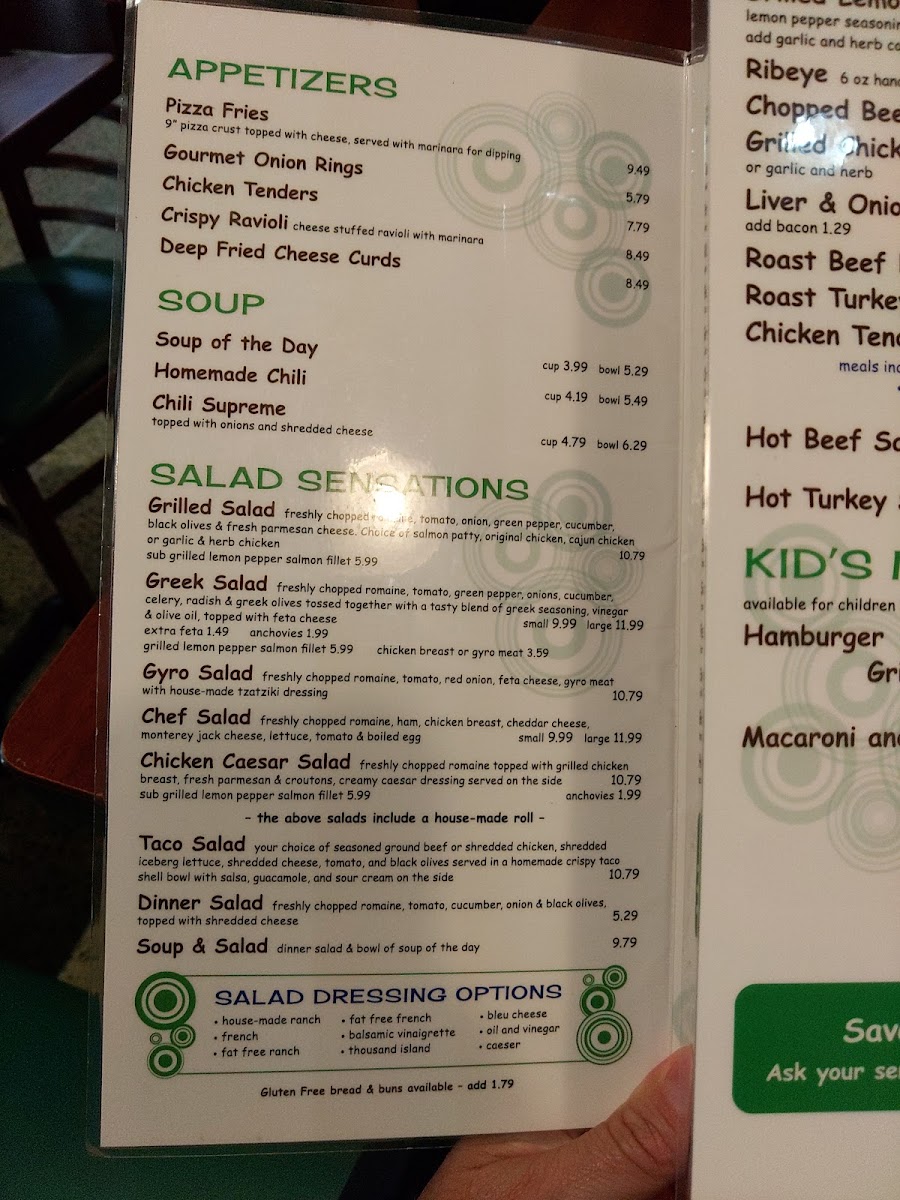 APPETIZERS
Pizza Fries
9" pizza crust topped with cheese, served with marinara for dipping 9.49
Gourmet Onion Rings 5.79
Chicken Tenders 7.79
Crispy Ravioli cheese stuffed ravioli with marinara 8.49
Deep Fried Cheese Curds 8.49
SOUP
Soup of the Day cup 3.99 bowl 5.29
Homemade Chili cup 4.19 bowl 5.49
Chili Supreme
topped with onions and shredded cheese cup 4.79 bowl 6.29
SALAD SENSATIONS
Grilled Salad freshly chopped romaine, tomato, onion, green pepper, cucumber,
black olives & fresh parmesan cheese. Choice of salmon patty, original chicken, cajun chicken
or garlic & herb chicken 10.79
sub grilled lemon pepper salmon fillet 5.99
Greek Salad freshly chopped romaine, tomato, green pepper, onions, cucumber,
celery, radish & greek olives tossed together with a tasty blend of greek seasoning, vinegar
& olive oil, topped with feta cheese small 9.99 large 11.99
extra feta 1.49 anchovies 1.99
grilled lemon pepper salmon fillet 5.99 chicken breast or gyro meat 3.59
Gyro Salad freshly chopped romaine, tomato, red onion, feta cheese, gyro meat
with house-made tzatziki dressing 10.79
Chef Salad freshly chopped romaine, ham, chicken breast, cheddar cheese,
monterey jack cheese, lettuce, tomato & boiled egg small 9.99 large 11.99
Chicken Caesar Salad freshly chopped romaine topped with grilled chicken
breast, fresh parmesan & croutons, creamy caesar dressing served on the side 10.79
sub grilled lemon pepper salmon fillet 5.99 anchovies 1.99
- the above salads include a house-made roll -
Taco Salad your choice of seasoned ground beef or shredded chicken, shredded
iceberg lettuce, shredded cheese, tomato, and black olives served in a homemade crispy taco
shell bowl with salsa, guacamole, and sour cream on the side 10.79
Dinner Salad freshly chopped romaine, tomato, cucumber, onion & black olives,
topped with shredded cheese 5.29
Soup & Salad dinner salad & bowl of soup of the day 9.79
SALAD DRESSING OPTIONS
• house-made ranch • fat free french • bleu cheese
• french • balsamic vinaigrette • oil and vinegar
• fat free ranch • thousand island • caeser
Gluten Free bread & buns available - add 1.79
lemon pepper
add garlic and herb
Ribeye 6 oz
Chopped
Grilled
or garlic and herb
Liver &
add bacon 1.29
Roast Beef
Roast
Chicken
meals
Hot Beef
Hot Turkey
KID'S
available for children
Hamburger
Macaroni
Ask your